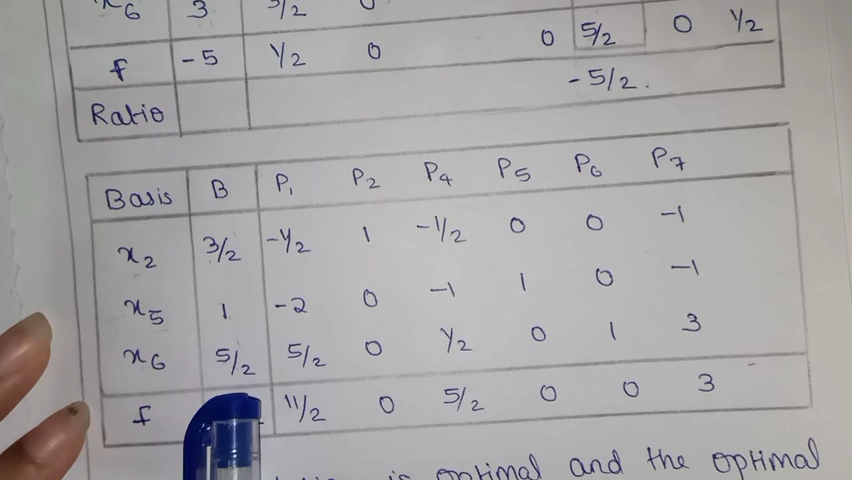 x6 3 5/2 0
f -5 1/2 0 0 5/2 0 1/2
-5/2.
Ratio
Basis B P1 P2 P4 P5 P6 P7
x2 3/2 -1/2 1 -1/2 0 0 -1
x5 1 -2 0 -1 1 0 -1
x6 5/2 5/2 0 1/2 0 1 3
f 11/2 0 5/2 0 0 3
is optimal and the optimal